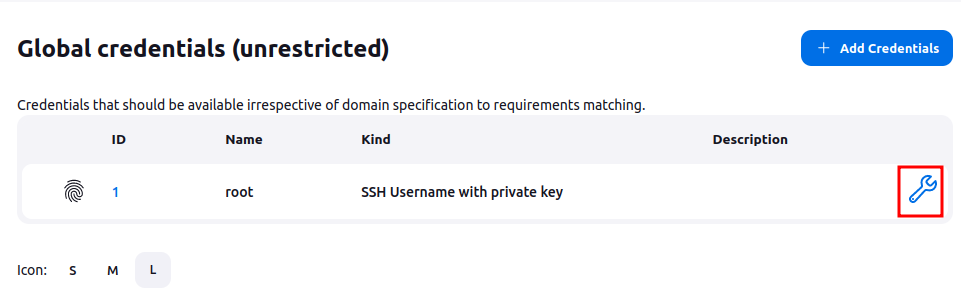 Global credentials (unrestricted)
+ Add Credentials
Credentials that should be available irrespective of domain specification to requirements matching.
ID Name Kind Description
1 root SSH Username with private key
Icon: S M L